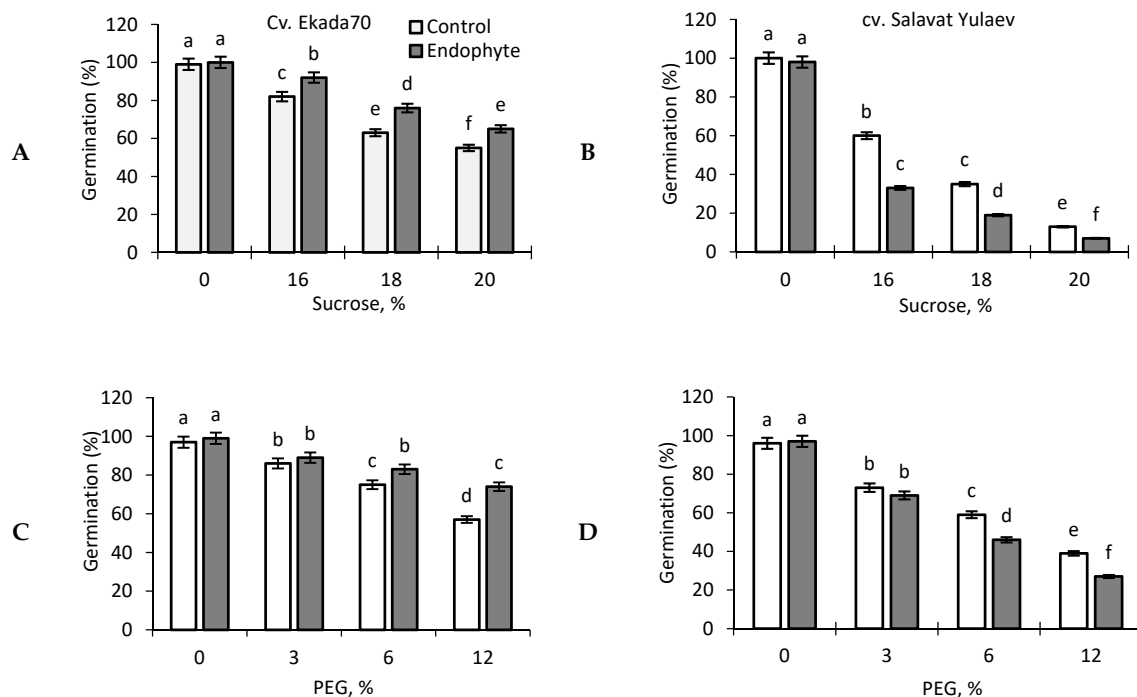 Cv. Ekada70
Control
Endophyte
A
Germination (%)
120
100
80
60
40
20
0
a a c b e d f e
0 16 18 20
Sucrose, %
cv. Salavat Yulaev
B
Germination (%)
120
100
80
60
40
20
0
a a b c c d e f
0 16 18 20
Sucrose, %
C
Germination (%)
120
100
80
60
40
20
0
a a b b c b d c
0 3 6 12
PEG, %
D
Germination (%)
120
100
80
60
40
20
0
a a b b c d e f
0 3 6 12
PEG, %